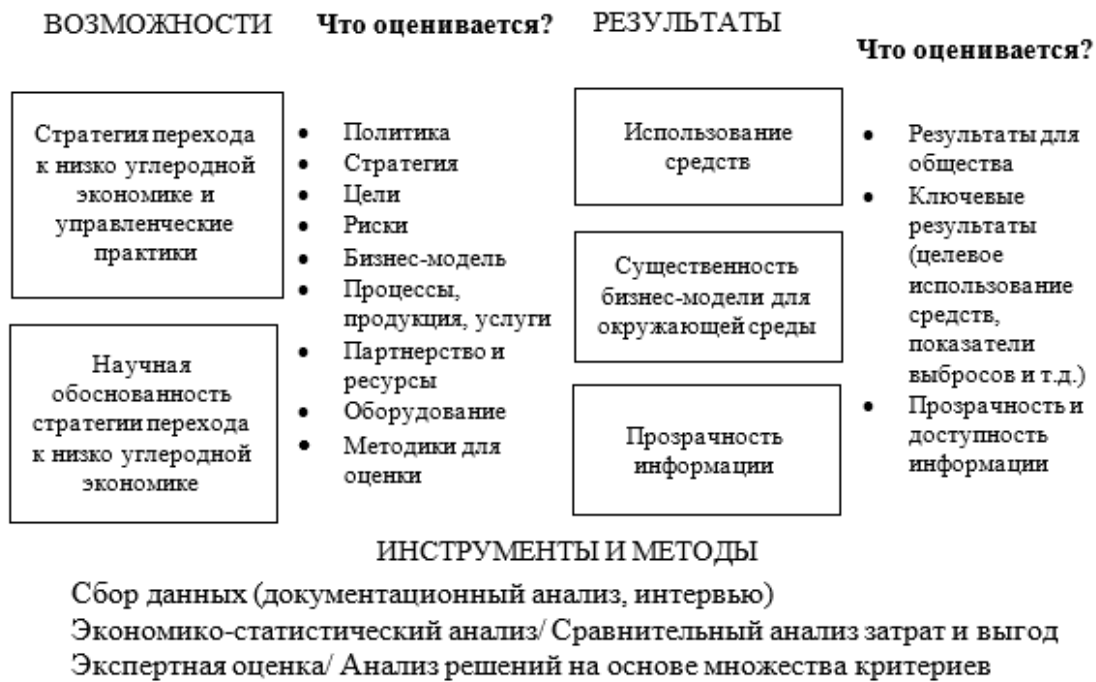 ВОЗМОЖНОСТИ
Что оценивается?
Стратегия перехода
к низко углеродной
экономике и
управленческие
практики
Научная
обоснованность
стратегии перехода
к низко углеродной
экономике
• Политика
• Стратегия
• Цели
• Риски
• Бизнес-модель
• Процессы,
продукция, услуги
• Партнерство и
ресурсы
• Оборудование
• Методики для
оценки
РЕЗУЛЬТАТЫ
Что оценивается?
Использование
средств
Существенность
бизнес-модели для
окружающей среды
Прозрачность
информации
• Результаты для
общества
• Ключевые
результаты
(целевое
использование
средств,
показатели
выбросов и т.д.)
• Прозрачность и
доступность
информации
ИНСТРУМЕНТЫ И МЕТОДЫ
Сбор данных (документационный анализ, интервью)
Экономико-статистический анализ/ Сравнительный анализ затрат и выгод
Экспертная оценка/ Анализ решений на основе множества критериев